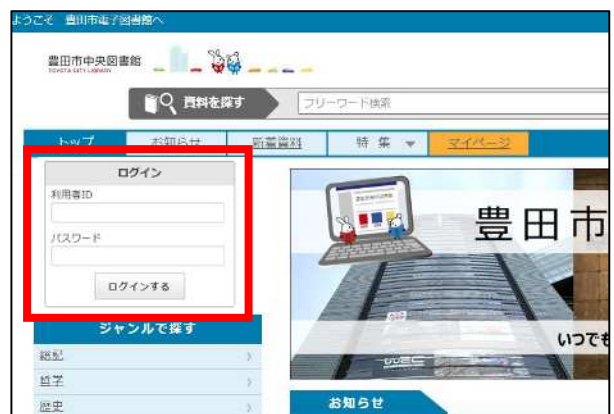 ようこそ 豊田市電子図書館へ
豊田市中央図書館
TOYOTA CITY LIBRARY
資料を探す
フリーワード検索
トップ
お知らせ
所蔵資料
特 集 ▼
マイページ
ログイン
利用者ID
パスワード
ログインする
ジャンルで探す
総記
哲学
歴史
豊田市
いつでも
お知らせ